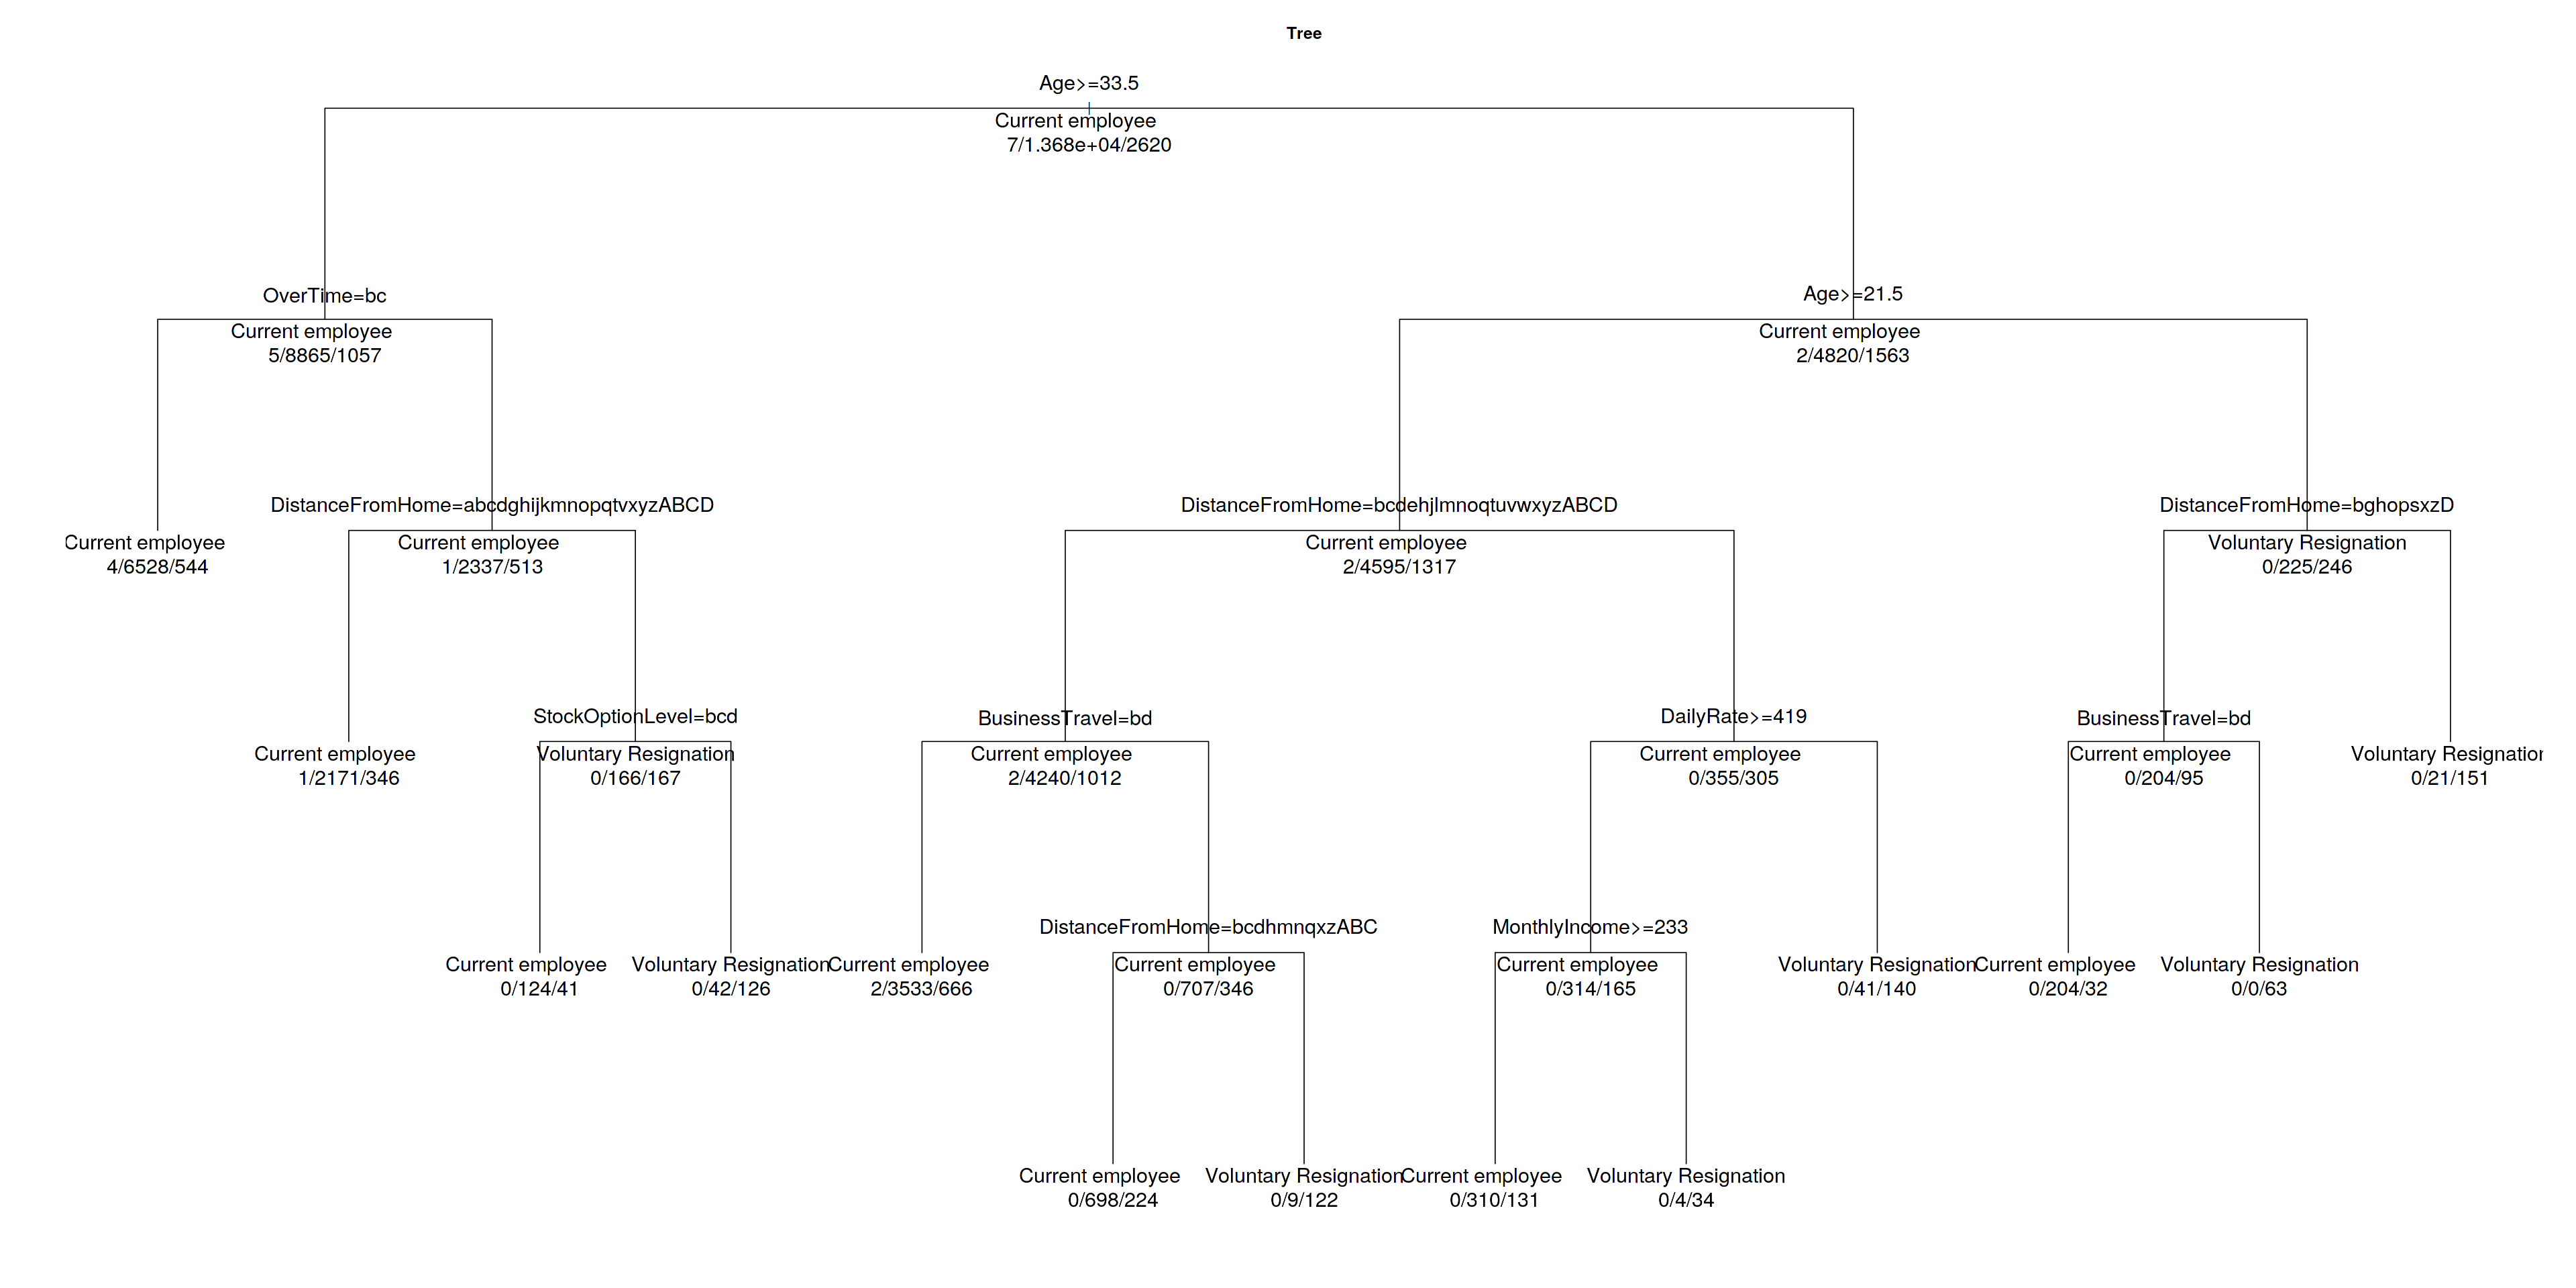 Tree
Age>=33.5
Current employee
7/1.368e+04/2620
OverTime=bc
Age>=21.5
Current employee
5/8865/1057
Current employee
2/4820/1563
DistanceFromHome=abcdghijkmnopqtvxyzABCD
DistanceFromHome=bcdehjlmnoqtuvwxyzABCD
DistanceFromHome=bghopsxzD
Current employee
4/6528/544
Current employee
1/2337/513
Current employee
2/4595/1317
Voluntary Resignation
0/225/246
StockOptionLevel=bcd
BusinessTravel=bd
DailyRate>=419
BusinessTravel=bd
Current employee
1/2171/346
Voluntary Resignation
0/166/167
Current employee
2/4240/1012
Current employee
0/355/305
Current employee
0/204/95
Voluntary Resignation
0/21/151
DistanceFromHome=bcdhmnqxzABC
MonthlyIncome>=233
Current employee
0/124/41
Voluntary Resignation
0/42/126
Current employee
2/3533/666
Current employee
0/707/346
Current employee
0/314/165
Voluntary Resignation
0/41/140
Current employee
0/204/32
Voluntary Resignation
0/0/63
Current employee
0/698/224
Voluntary Resignation
0/9/122
Current employee
0/310/131
Voluntary Resignation
0/4/34